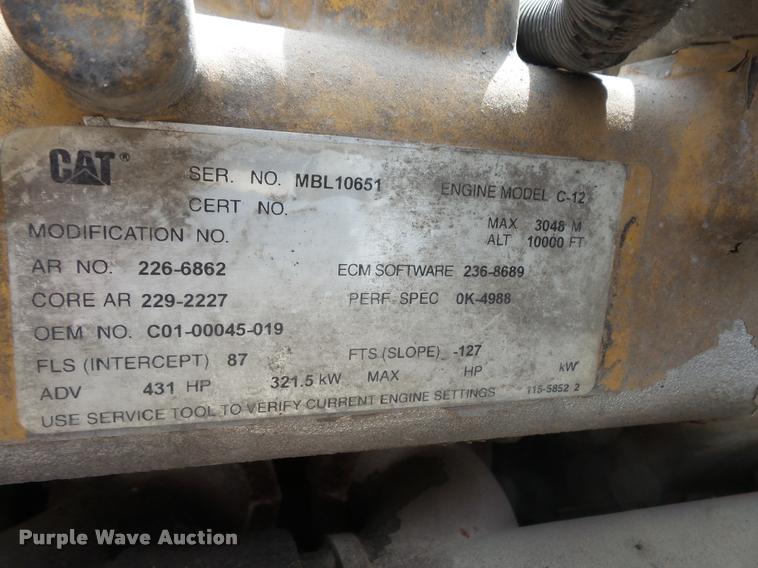 CAT® SER. NO. MBL10651 ENGINE MODEL C-12
CERT NO. MAX 3048 M
MODIFICATION NO. ALT 10000 FT
AR NO. 226-6862 ECM SOFTWARE 236-8689
CORE AR 229-2227 PERF SPEC 0K-4988
OEM NO. C01-00045-019
FLS (INTERCEPT) 87 FTS (SLOPE) -127
ADV 431 HP 321.5 kW MAX HP kW
USE SERVICE TOOL TO VERIFY CURRENT ENGINE SETTINGS 115-5852 2
Purple Wave Auction